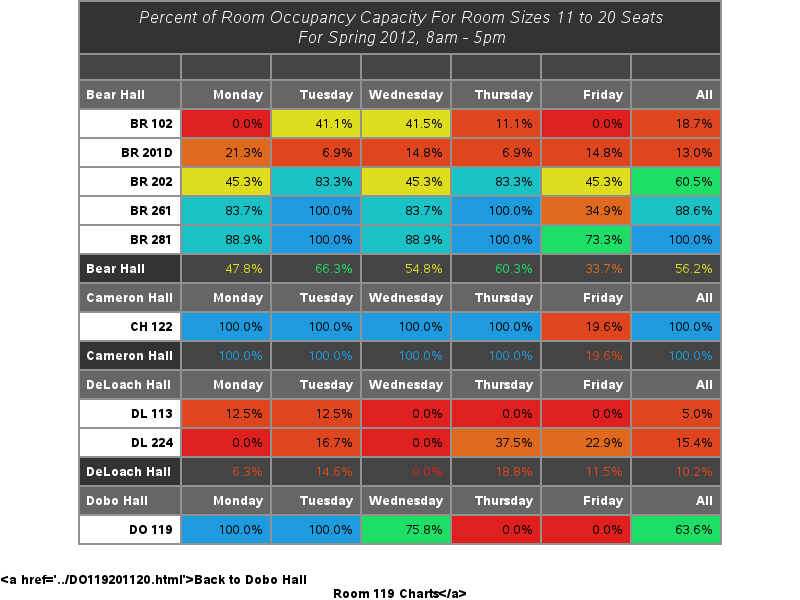 Percent of Room Occupancy Capacity For Room Sizes 11 to 20 Seats
For Spring 2012, 8am - 5pm
Bear Hall Monday Tuesday Wednesday Thursday Friday All
BR 102 0.0% 41.1% 41.5% 11.1% 0.0% 18.7%
BR 201D 21.3% 6.9% 14.8% 6.9% 14.8% 13.0%
BR 202 45.3% 83.3% 45.3% 83.3% 45.3% 60.5%
BR 261 83.7% 100.0% 83.7% 100.0% 34.9% 88.6%
BR 281 88.9% 100.0% 88.9% 100.0% 73.3% 100.0%
Bear Hall 47.8% 66.3% 54.8% 60.3% 33.7% 56.2%
Cameron Hall Monday Tuesday Wednesday Thursday Friday All
CH 122 100.0% 100.0% 100.0% 100.0% 19.6% 100.0%
Cameron Hall 100.0% 100.0% 100.0% 100.0% 19.6% 100.0%
DeLoach Hall Monday Tuesday Wednesday Thursday Friday All
DL 113 12.5% 12.5% 0.0% 0.0% 0.0% 5.0%
DL 224 0.0% 16.7% 0.0% 37.5% 22.9% 15.4%
DeLoach Hall 6.3% 14.6% 0.0% 18.8% 11.5% 10.2%
Dobo Hall Monday Tuesday Wednesday Thursday Friday All
DO 119 100.0% 100.0% 75.8% 0.0% 0.0% 63.6%
&lt;a href='../DO119201120.html'&gt;Back to Dobo Hall
Room 119 Charts&lt;/a&gt;